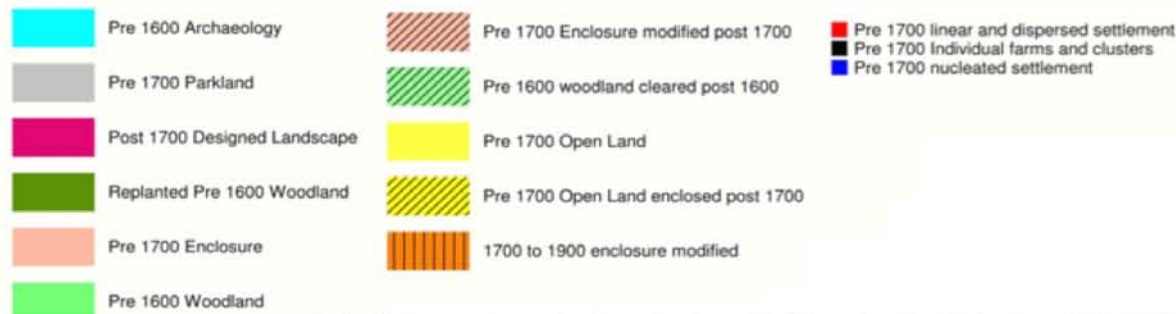 Pre 1600 Archaeology
Pre 1700 Parkland
Post 1700 Designed Landscape
Replanted Pre 1600 Woodland
Pre 1700 Enclosure
Pre 1600 Woodland
Pre 1700 Enclosure modified post 1700
Pre 1600 woodland cleared post 1600
Pre 1700 Open Land
Pre 1700 Open Land enclosed post 1700
1700 to 1900 enclosure modified
Pre 1700 linear and dispersed settlement
Pre 1700 Individual farms and clusters
Pre 1700 nucleated settlement